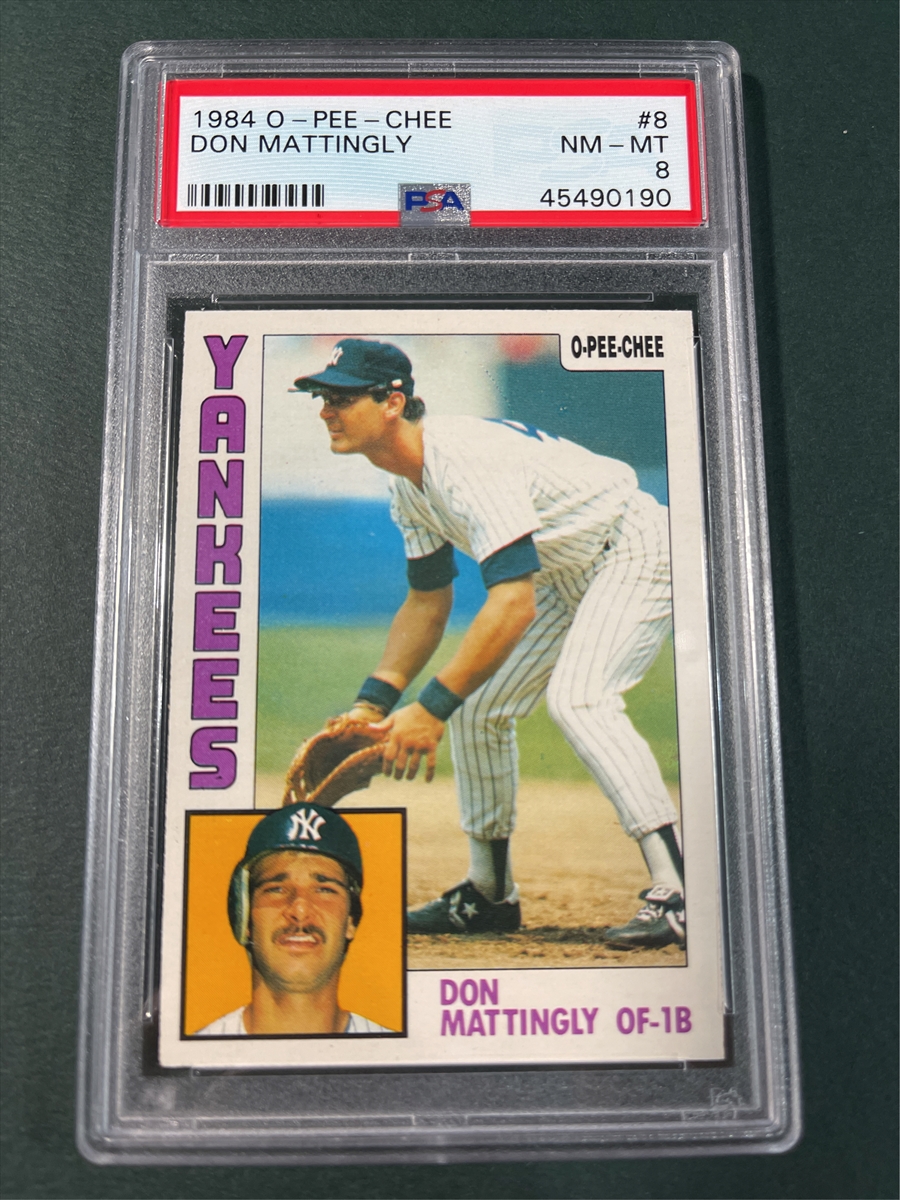 1984 O-PEE-CHEE #8
DON MATTINGLY NM-MT
8
PSA 45490190
O-PEE-CHEE
YANKEES
NY
NY
DON
MATTINGLY OF-1B